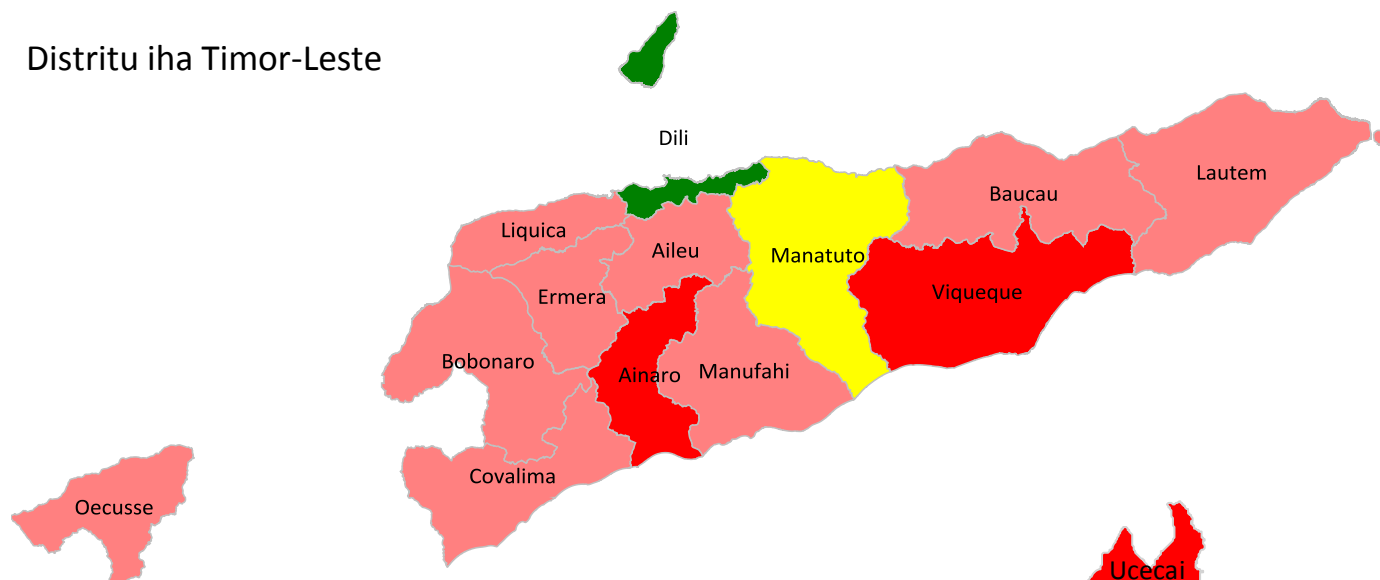 Distritu iha Timor-Leste
Dili
Lautem
Baucau
Liquica
Aileu
Manatuto
Viqueque
Ermera
Bobonaro
Ainaro
Manufahi
Covalima
Oecusse
Ucecai